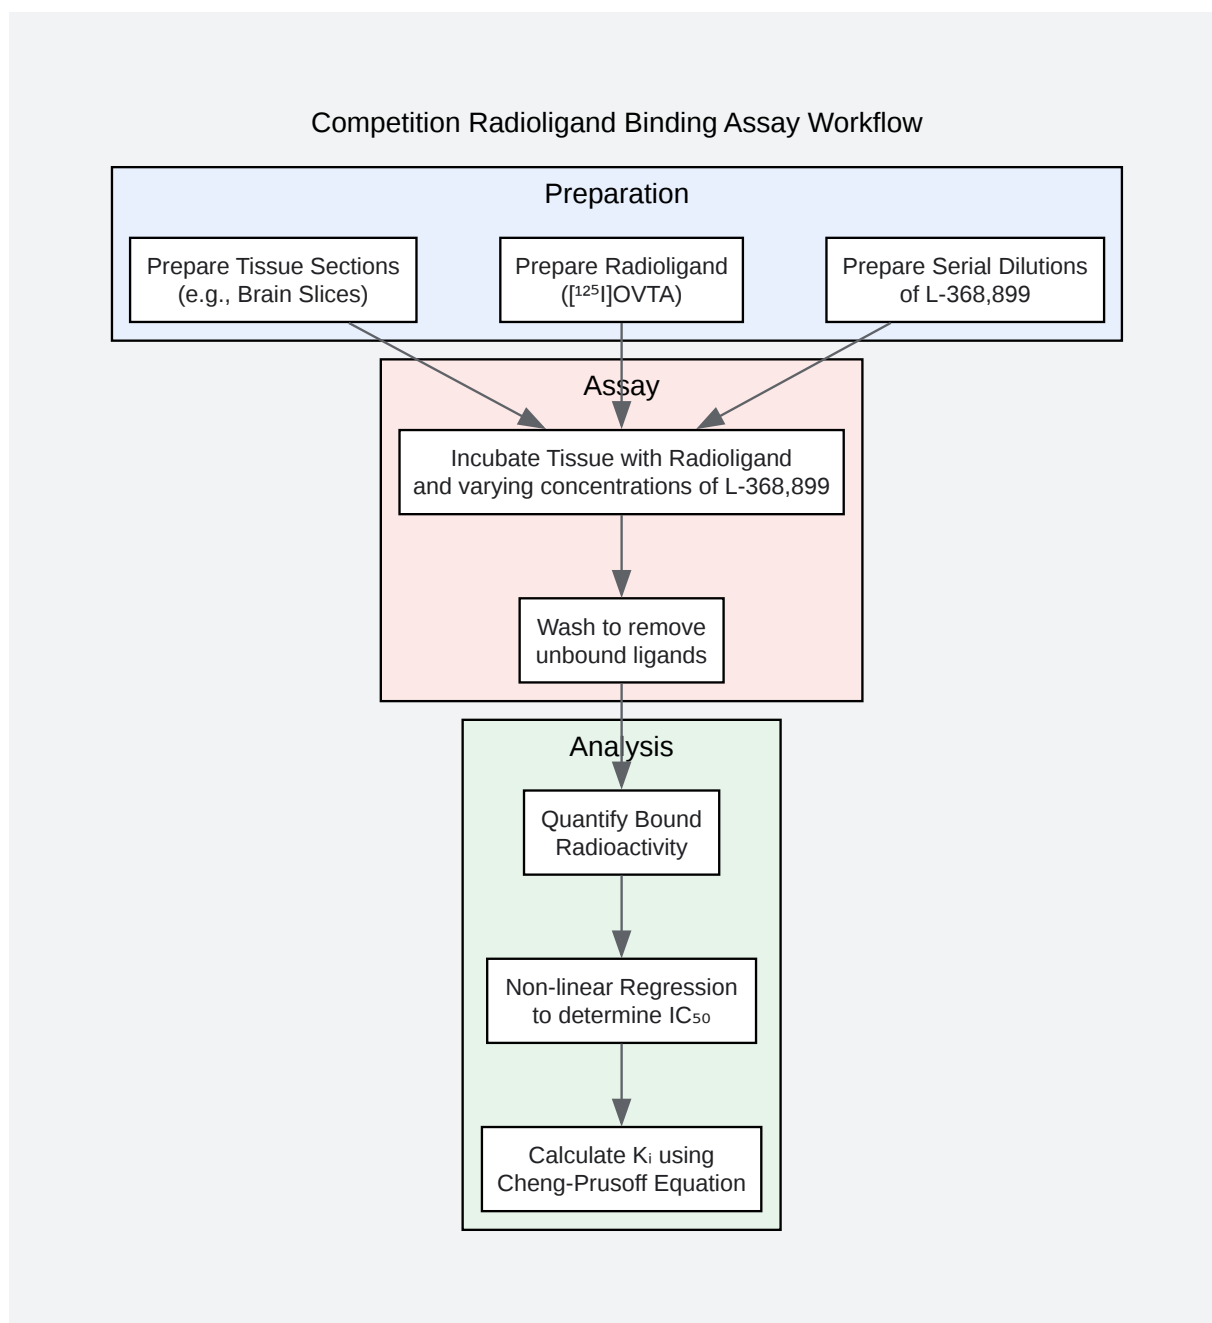 Competition Radioligand Binding Assay Workflow
Preparation
Prepare Tissue Sections
(e.g., Brain Slices)
Prepare Radioligand
([¹²⁵I]OVTA)
Prepare Serial Dilutions
of L-368,899
Assay
Incubate Tissue with Radioligand
and varying concentrations of L-368,899
Wash to remove
unbound ligands
Analysis
Quantify Bound
Radioactivity
Non-linear Regression
to determine IC₅₀
Calculate Kᵢ using
Cheng-Prusoff Equation